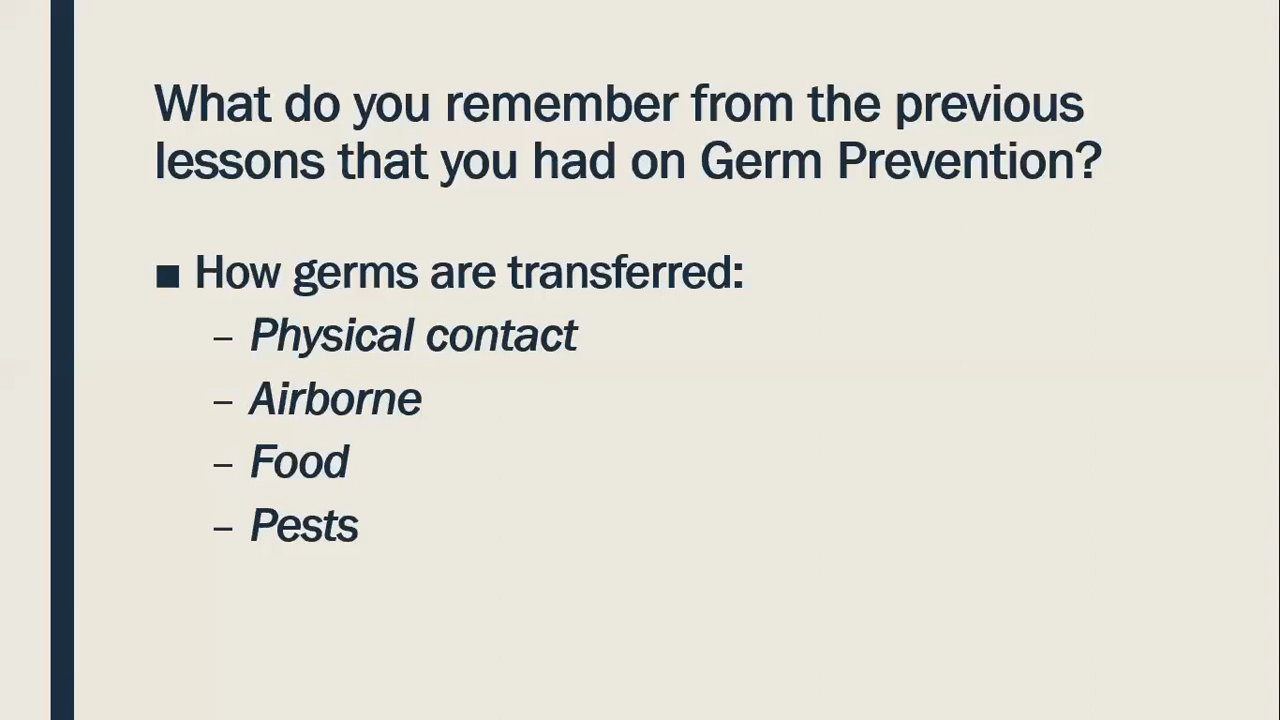 What do you remember from the previous
lessons that you had on Germ Prevention?
■ How germs are transferred:
– Physical contact
– Airborne
– Food
– Pests